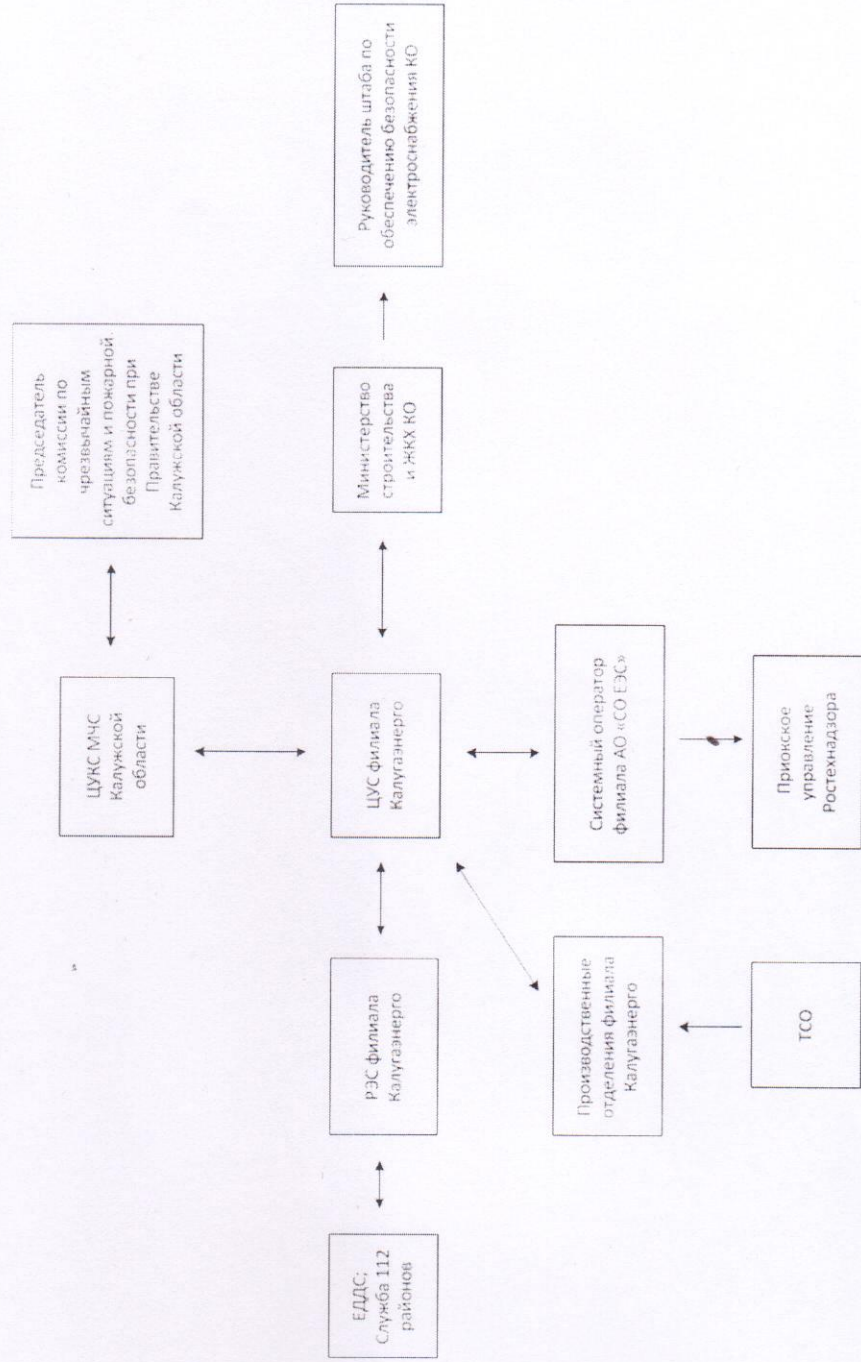 Председатель
комиссии по
чрезвычайным
ситуациям и пожарной
безопасности при
Правительстве
Калужской области
ЦУКС МЧС
Калужской
области
ЕДДС;
Служба 112
районов
РЭС филиала
Калугаэнерго
ЦУС филиала
Калугаэнерго
Министерство
строительства
и ЖКХ КО
Руководитель штаба по
обеспечению безопасности
электроснабжения КО
Производственные
отделения филиала
Калугаэнерго
Системный оператор
филиала АО «СО ЕЭС»
ТСО
Приокское
управление
Ростехнадзора